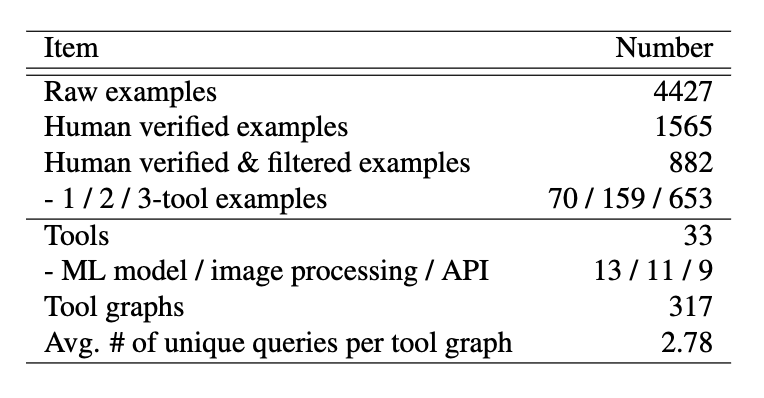 Item Number
Raw examples 4427
Human verified examples 1565
Human verified & filtered examples 882
- 1 / 2 / 3-tool examples 70 / 159 / 653
Tools 33
- ML model / image processing / API 13 / 11 / 9
Tool graphs 317
Avg. # of unique queries per tool graph 2.78